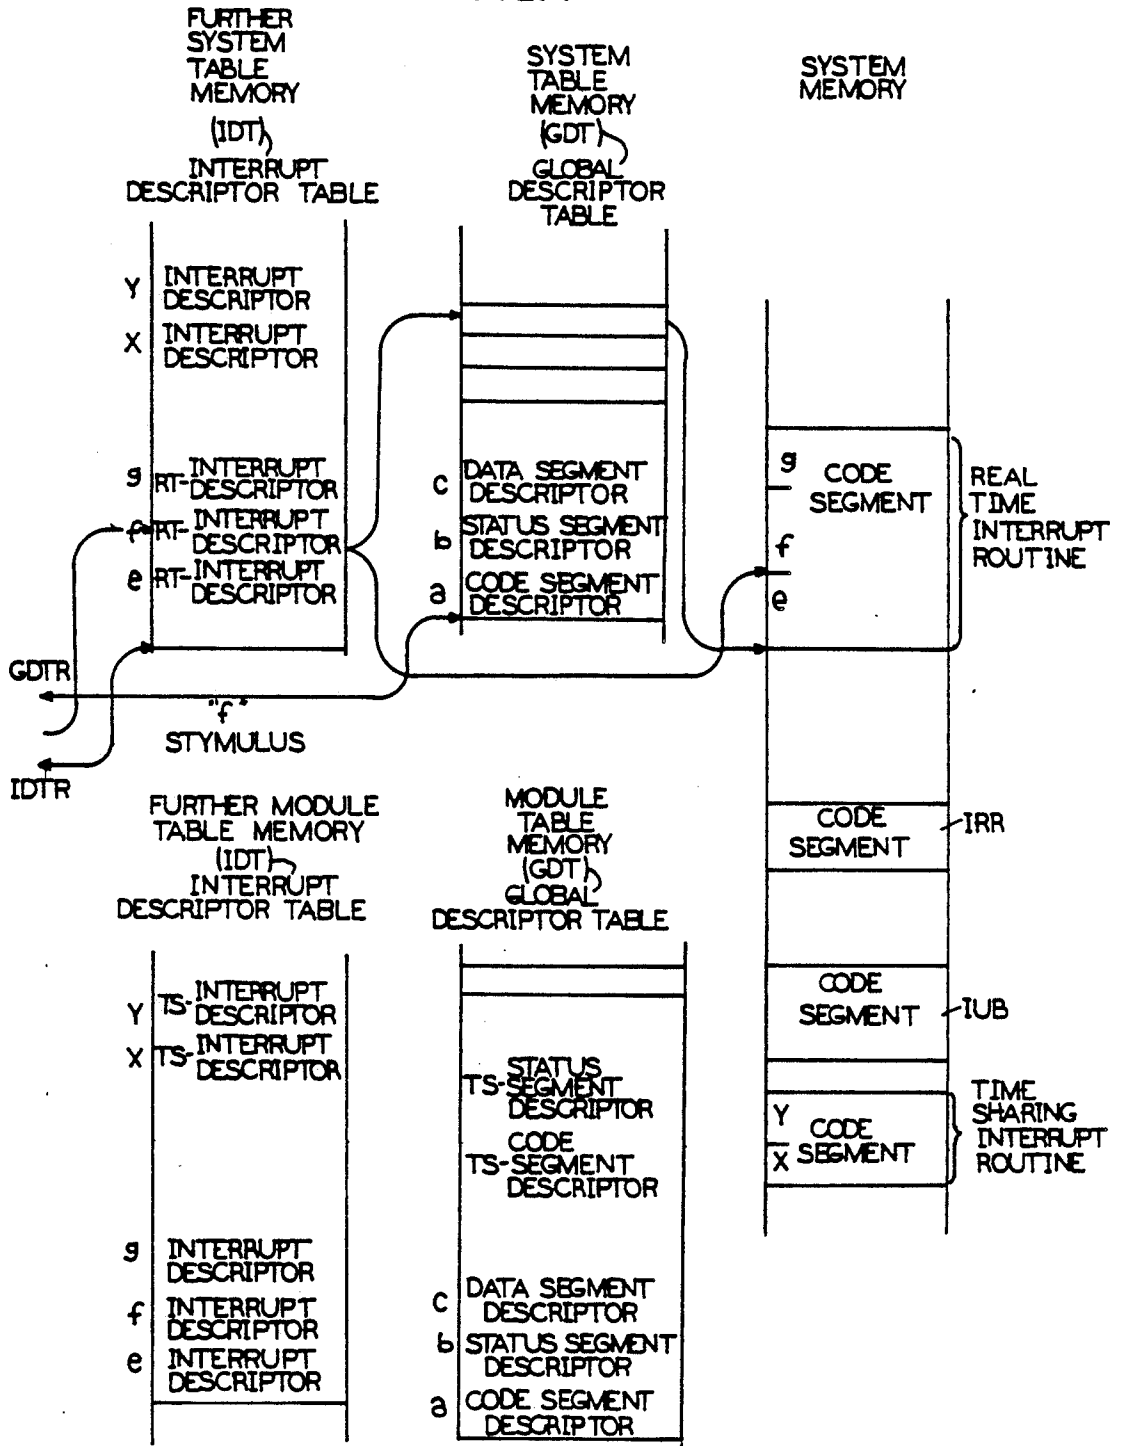 FURTHER
SYSTEM
TABLE
MEMORY
(IDT)
INTERRUPT
DESCRIPTOR TABLE
SYSTEM
TABLE
MEMORY
(GDT)
GLOBAL
DESCRIPTOR
TABLE
SYSTEM
MEMORY
Y INTERRUPT
DESCRIPTOR
X INTERRUPT
DESCRIPTOR
g RT-INTERRUPT
DESCRIPTOR
f RT-INTERRUPT
DESCRIPTOR
e RT-INTERRUPT
DESCRIPTOR
c DATA SEGMENT
DESCRIPTOR
b STATUS SEGMENT
DESCRIPTOR
a CODE SEGMENT
DESCRIPTOR
g CODE
SEGMENT
f
e
REAL
TIME
INTERRUPT
ROUTINE
GDTR
"f"
STYMULUS
IDTR
FURTHER MODULE
TABLE MEMORY
(IDT)
INTERRUPT
DESCRIPTOR TABLE
MODULE
TABLE
MEMORY
(GDT)
GLOBAL
DESCRIPTOR TABLE
CODE
SEGMENT
IRR
CODE
SEGMENT
IUB
Y TS-INTERRUPT
DESCRIPTOR
X TS-INTERRUPT
DESCRIPTOR
STATUS
TS-SEGMENT
DESCRIPTOR
CODE
TS-SEGMENT
DESCRIPTOR
Y CODE
X SEGMENT
TIME
SHARING
INTERRUPT
ROUTINE
g INTERRUPT
DESCRIPTOR
f INTERRUPT
DESCRIPTOR
e INTERRUPT
DESCRIPTOR
c DATA SEGMENT
DESCRIPTOR
b STATUS SEGMENT
DESCRIPTOR
a CODE SEGMENT
DESCRIPTOR